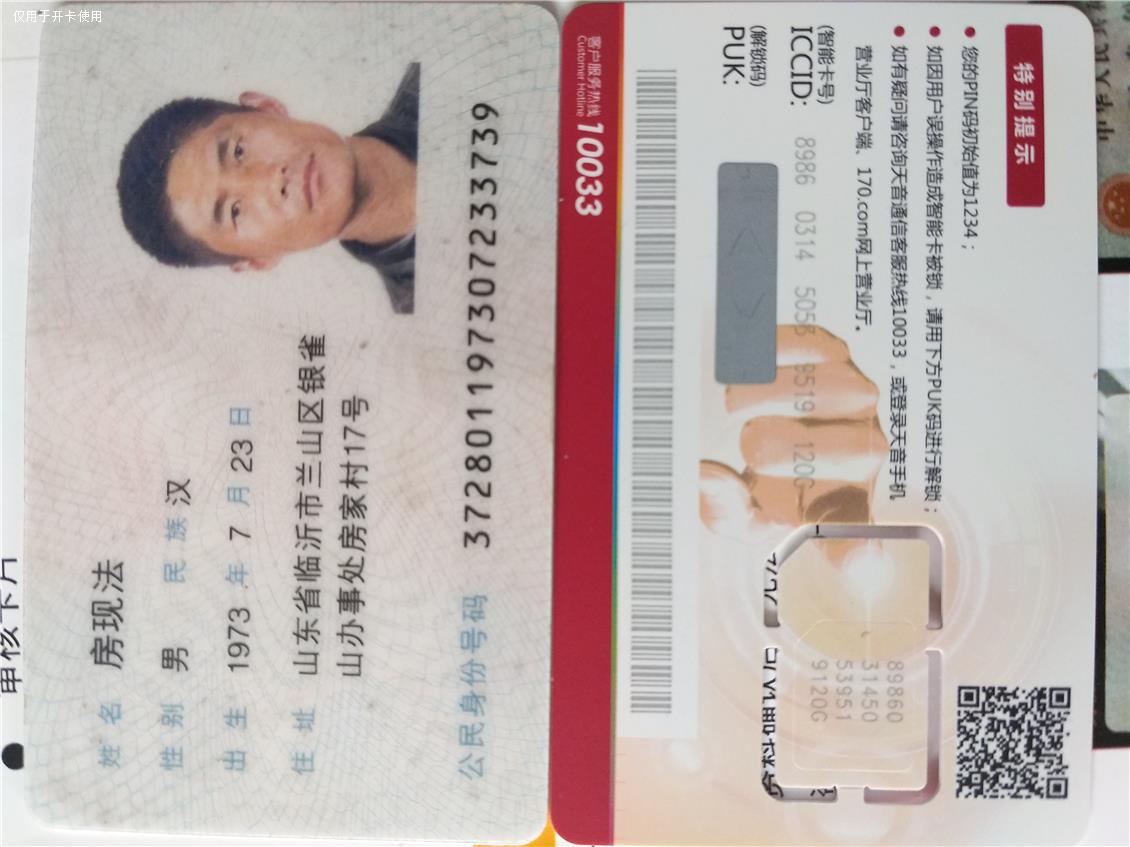 仅用于开卡使用
姓名 房现法
性别 男 民族 汉
出生 1973 年 7 月 23 日
住址 山东省临沂市兰山区银雀
山办事处房家村17号
公民身份号码 372801197307233739
客户服务热线 10033
Customer Hotline
特别提示
● 您的PIN码初始值为1234；
● 如因用户误操作造成智能卡被锁，请用下方PUK码进行解锁；
● 如有疑问请咨询天音通信客服热线10033，或登录天音手机
营业厅客户端、170.com网上营业厅。
(智能卡号)
ICCID: 8986 0314 5053 9519 120G
(解锁码)
PUK:
89860
31450
53951
9120G